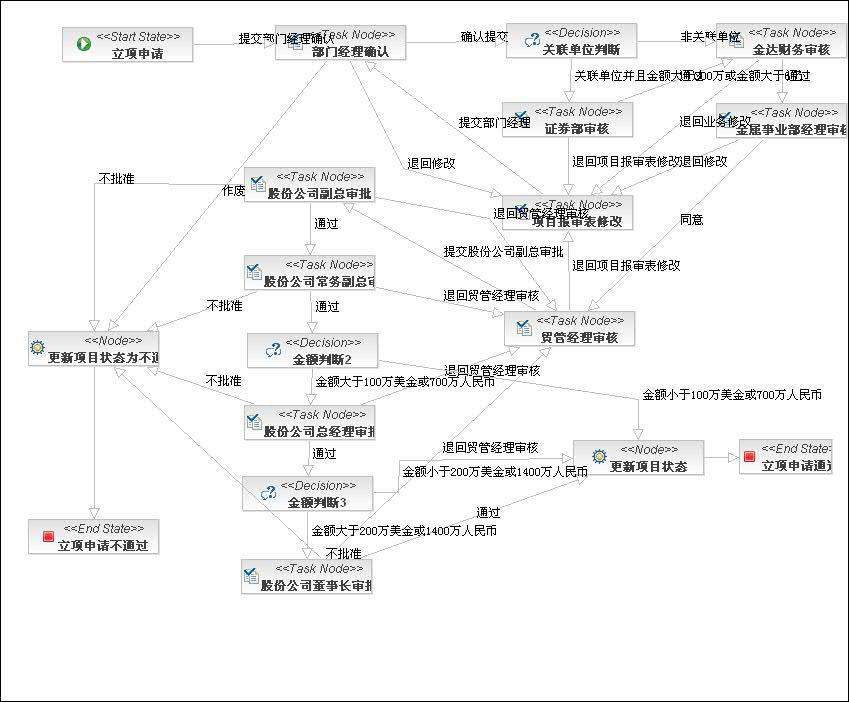 <<Start State>>
立项申请
提交部门经理确认
<<Task Node>>
部门经理确认
确认提交
<<Decision>>
关联单位判断
非关联单位
<<Task Node>>
金达财务审核
关联单位并且金额大于300万或金额大于6千
通过
通过
提交部门经理
<<Task Node>>
证券部审核
退回业务修改
<<Task Node>>
金属事业部经理审核
退回修改
退回项目报审表修改
退回修改
不批准
作废
<<Task Node>>
股份公司副总审批
退回贸管经理审核
<<Task Node>>
项目报审表修改
同意
通过
提交股份公司副总审批
退回项目报审表修改
<<Task Node>>
股份公司常务副总审
退回贸管经理审核
不批准
通过
<<Task Node>>
贸管经理审核
<<Node>>
更新项目状态为不通
<<Decision>>
金额判断2
退回贸管经理审核
不批准
金额大于100万美金或700万人民币
金额小于100万美金或700万人民币
<<Task Node>>
股份公司总经理审批
通过
退回贸管经理审核
<<Node>>
更新项目状态
<<End State>>
立项申请通过
金额小于200万美金或1400万人民币
<<Decision>>
金额判断3
通过
<<End State>>
立项申请不通过
金额大于200万美金或1400万人民币
不批准
<<Task Node>>
股份公司董事长审批